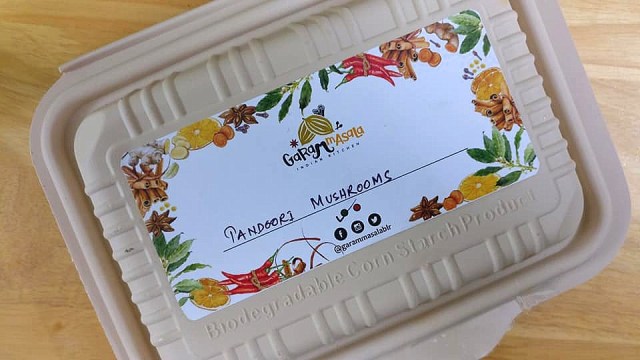 GaRam mAsala
INDIAN KITCHEN
TANDOORI MUSHROOMS
@garammasalablr
Biodegradable Corn Starch Product